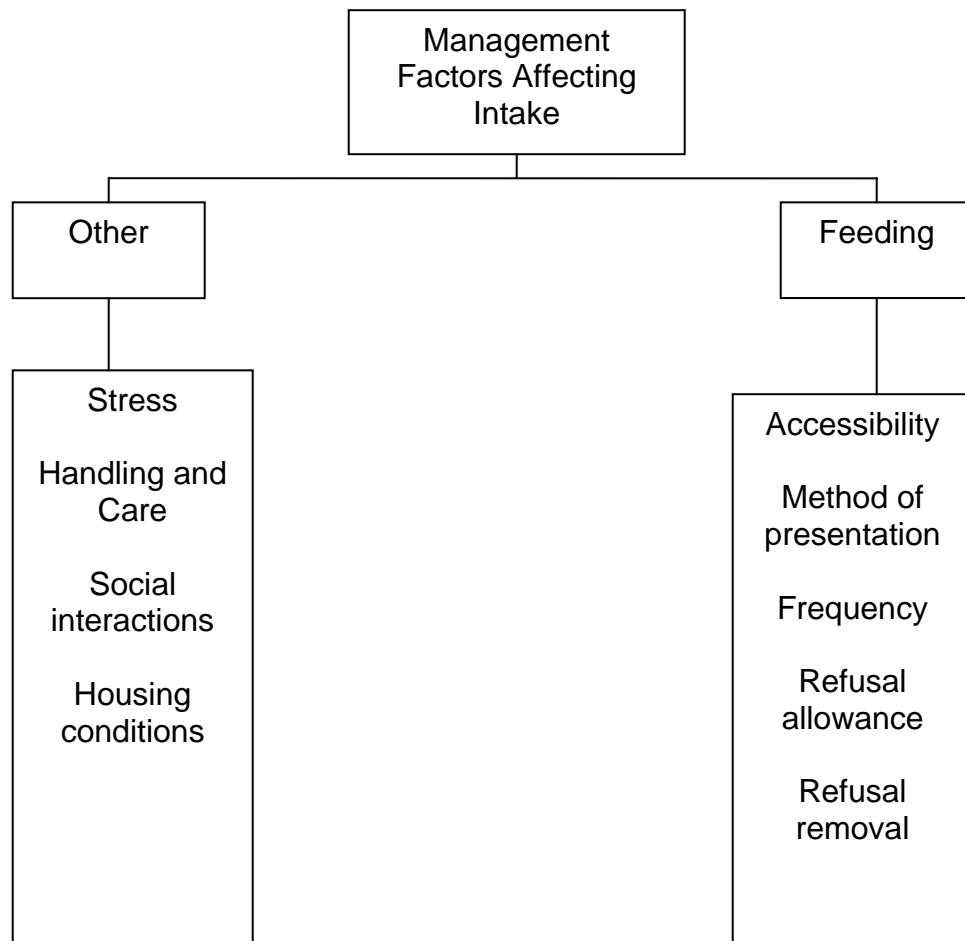 Management
Factors Affecting
Intake
Other
Feeding
Stress
Handling and
Care
Social
interactions
Housing
conditions
Accessibility
Method of
presentation
Frequency
Refusal
allowance
Refusal
removal